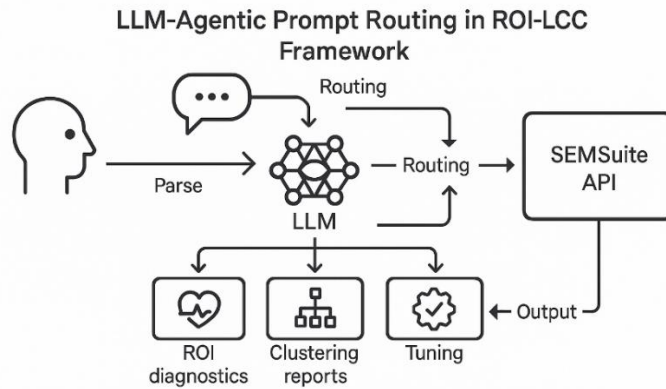 LLM-Agentic Prompt Routing in ROI-LCC
Framework
Routing
Parse
LLM
Routing
SEMSuite
API
ROI
diagnostics
Clustering
reports
Tuning
Output